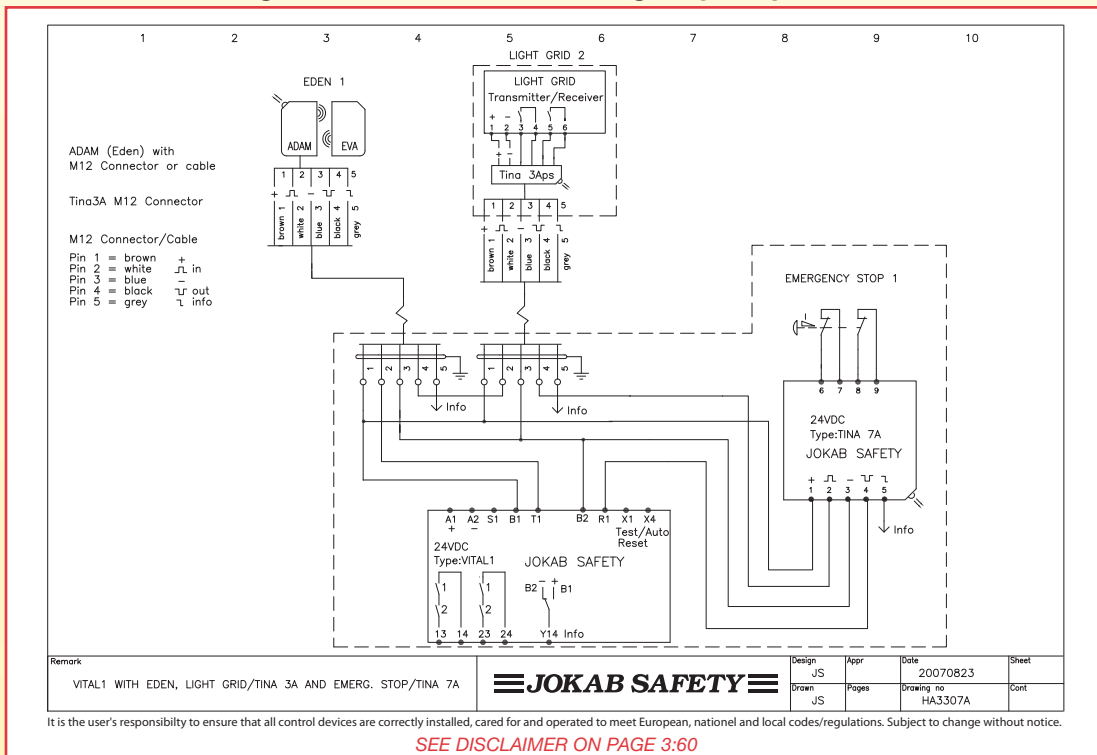 1 2 3 4 5 6 7 8 9 10
LIGHT GRID 2
EDEN 1
LIGHT GRID
Transmitter/Receiver
+ -
1 2 3 4 5 6
ADAM EVA
+ -
Tina 3Aps
ADAM (Eden) with
M12 Connector or cable
1 2 3 4 5
+ -
brown 1
white 2
blue 3
black 4
grey 5
1 2 3 4 5
+ -
brown 1
white 2
blue 3
black 4
grey 5
Tina3A M12 Connector
M12 Connector/Cable
Pin 1 = brown +
Pin 2 = white in
Pin 3 = blue -
Pin 4 = black out
Pin 5 = grey info
EMERGENCY STOP 1
1 2 3 4 5
1 2 3 4 5
Info
Info
6 7 8 9
24VDC
Type:TINA 7A
JOKAB SAFETY
+ -
1 2 3 4 5
Info
A1 A2 S1 B1 T1 B2 R1 X1 X4
+ -
Test/Auto
Reset
24VDC
Type:VITAL1
JOKAB SAFETY
1 1
2 2
B2 - + B1
13 14 23 24 Y14 Info
Remark
VITAL1 WITH EDEN, LIGHT GRID/TINA 3A AND EMERG. STOP/TINA 7A
JOKAB SAFETY
Design
JS
Appr
Date
20070823
Sheet
Drawn
JS
Pages
Drawing no
HA3307A
Cont
It is the user's responsibilty to ensure that all control devices are correctly installed, cared for and operated to meet European, nationel and local codes/regulations. Subject to change without notice.
SEE DISCLAIMER ON PAGE 3:60